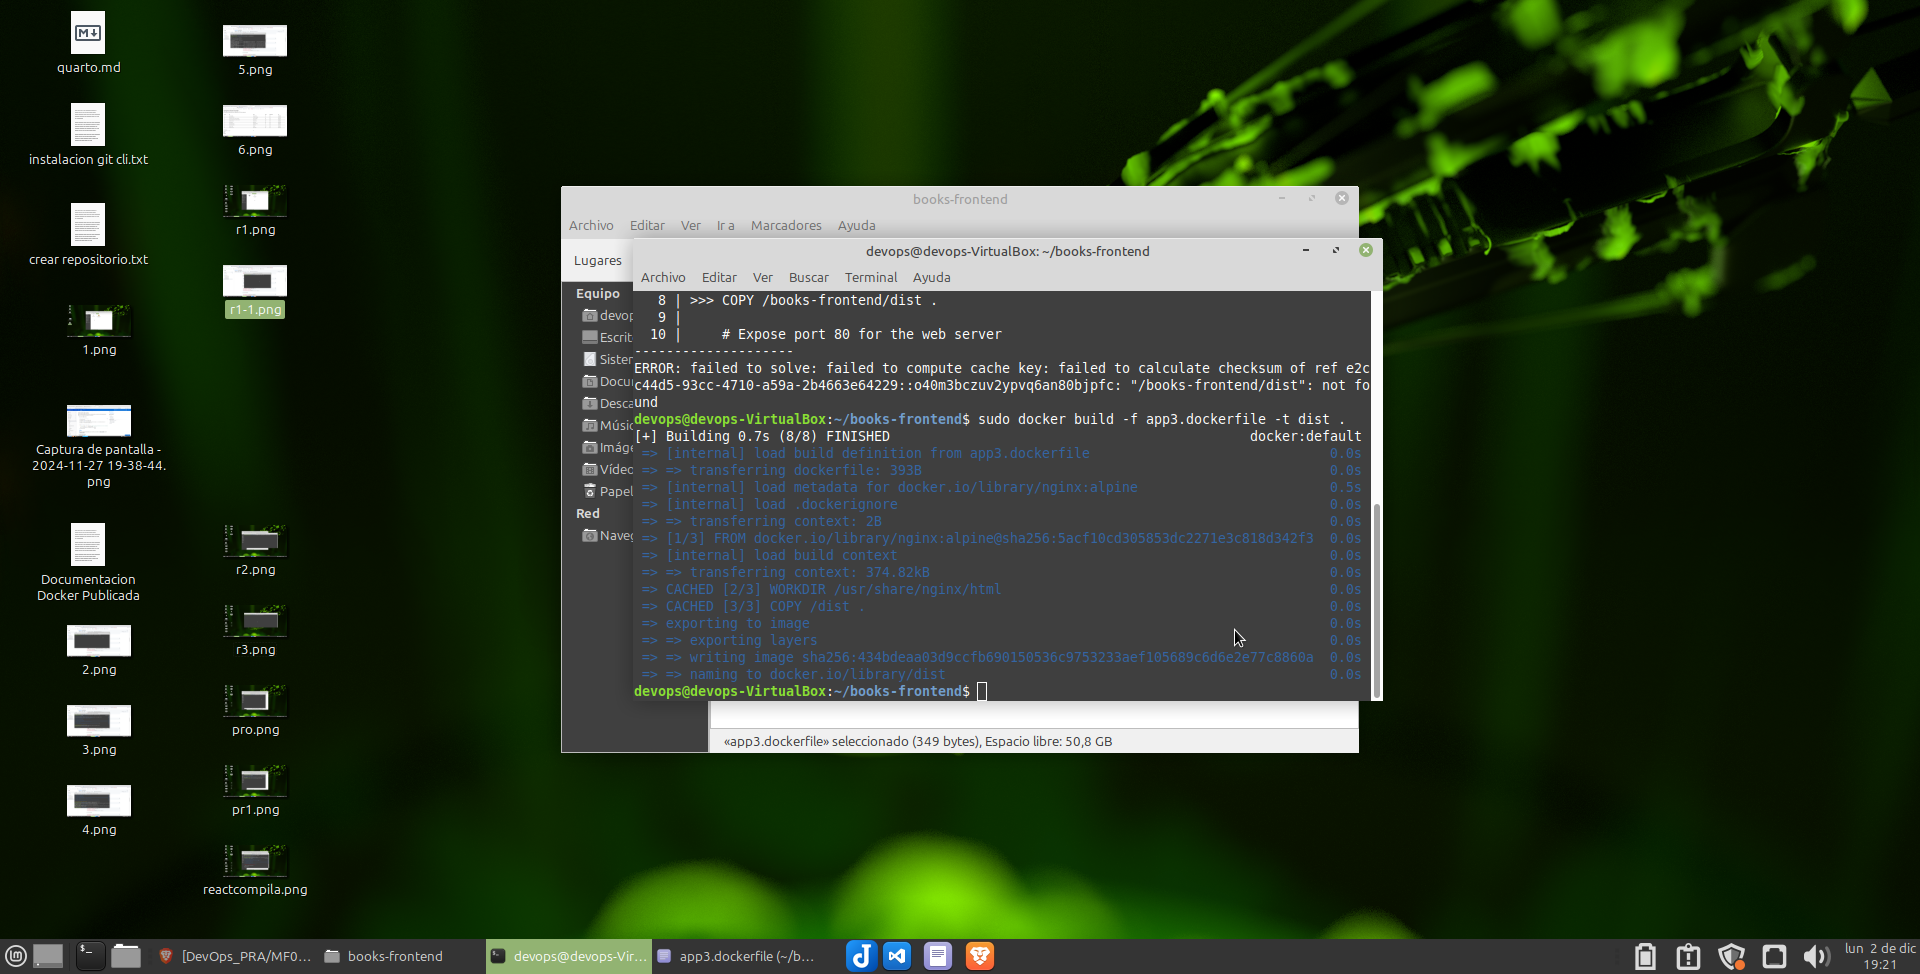 quarto.md
instalacion git cli.txt
crear repositorio.txt
1.png
Captura de pantalla -
2024-11-27 19-38-44.
png
Documentacion
Docker Publicada
2.png
3.png
4.png
5.png
6.png
r1.png
r1-1.png
r2.png
r3.png
pro.png
pr1.png
reactcompila.png
books-frontend
Archivo Editar Ver Ir a Marcadores Ayuda
Lugares
Equipo
devop
Escrit
Sister
Docu
Desca
Músic
Imáge
Vídeo
Papel
Red
Naveg
devops@devops-VirtualBox: ~/books-frontend
Archivo Editar Ver Buscar Terminal Ayuda
8 | >>> COPY /books-frontend/dist .
9 |
10 | # Expose port 80 for the web server
--------------------
ERROR: failed to solve: failed to compute cache key: failed to calculate checksum of ref e2c
c44d5-93cc-4710-a59a-2b4663e64229::o40m3bczuv2ypvq6an80bjpfc: "/books-frontend/dist": not fo
und
devops@devops-VirtualBox:~/books-frontend$ sudo docker build -f app3.dockerfile -t dist .
[+] Building 0.7s (8/8) FINISHED docker:default
=> [internal] load build definition from app3.dockerfile 0.0s
=> => transferring dockerfile: 393B 0.0s
=> [internal] load metadata for docker.io/library/nginx:alpine 0.5s
=> [internal] load .dockerignore 0.0s
=> => transferring context: 2B 0.0s
=> [1/3] FROM docker.io/library/nginx:alpine@sha256:5acf10cd305853dc2271e3c818d342f3 0.0s
=> [internal] load build context 0.0s
=> => transferring context: 374.82kB 0.0s
=> CACHED [2/3] WORKDIR /usr/share/nginx/html 0.0s
=> CACHED [3/3] COPY /dist . 0.0s
=> exporting to image 0.0s
=> => exporting layers 0.0s
=> => writing image sha256:434bdeaa03d9ccfb690150536c9753233aef105689c6d6e2e77c8860a 0.0s
=> => naming to docker.io/library/dist 0.0s
devops@devops-VirtualBox:~/books-frontend$
«app3.dockerfile» seleccionado (349 bytes), Espacio libre: 50,8 GB
[DevOps_PRA/MF0... books-frontend devops@devops-Vir... app3.dockerfile (~/b...
lun 2 de dic
19:21